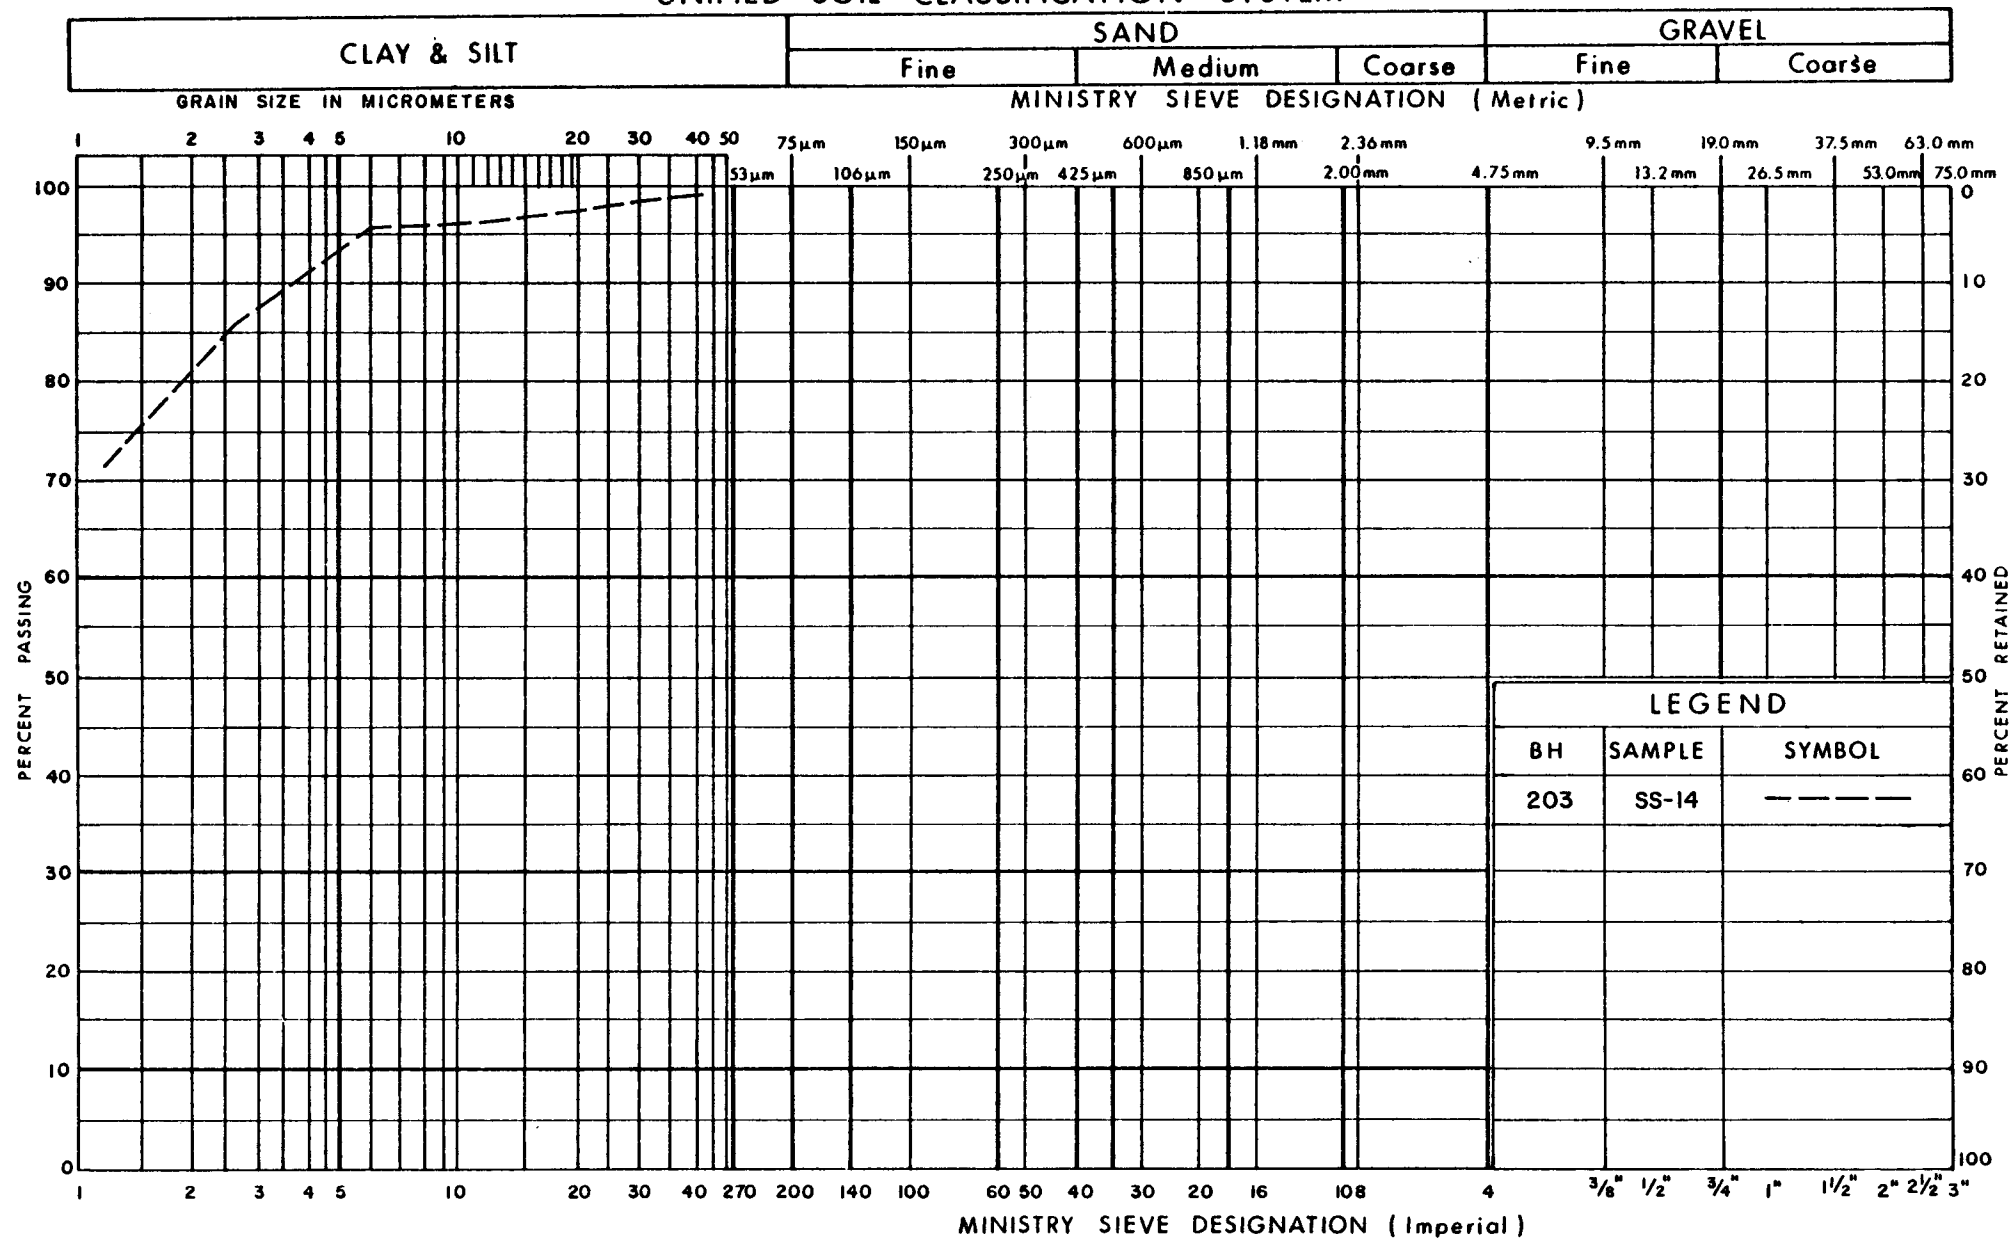 UNIFIED SOIL CLASSIFICATION SYSTEM
CLAY & SILT
SAND
GRAVEL
Fine Medium Coarse Fine Coarse
GRAIN SIZE IN MICROMETERS
MINISTRY SIEVE DESIGNATION (Metric)
1 2 3 4 5 10 20 30 40 50
75µm 150µm 300µm 600µm 1.18mm 2.36mm 9.5mm 19.0mm 37.5mm 63.0mm
53µm 106µm 250µm 425µm 850µm 2.00mm 4.75mm 13.2mm 26.5mm 53.0mm 75.0mm
100 0
90 10
80 20
70 30
60 40
50 50
40 60
30 70
20 80
10 90
0 100
PERCENT PASSING
PERCENT RETAINED
LEGEND
BH SAMPLE SYMBOL
203 SS-14
1 2 3 4 5 10 20 30 40 270 200 140 100 60 50 40 30 20 16 10 8 4 3/8" 1/2" 3/4" 1" 1 1/2" 2" 2 1/2" 3"
MINISTRY SIEVE DESIGNATION (Imperial)